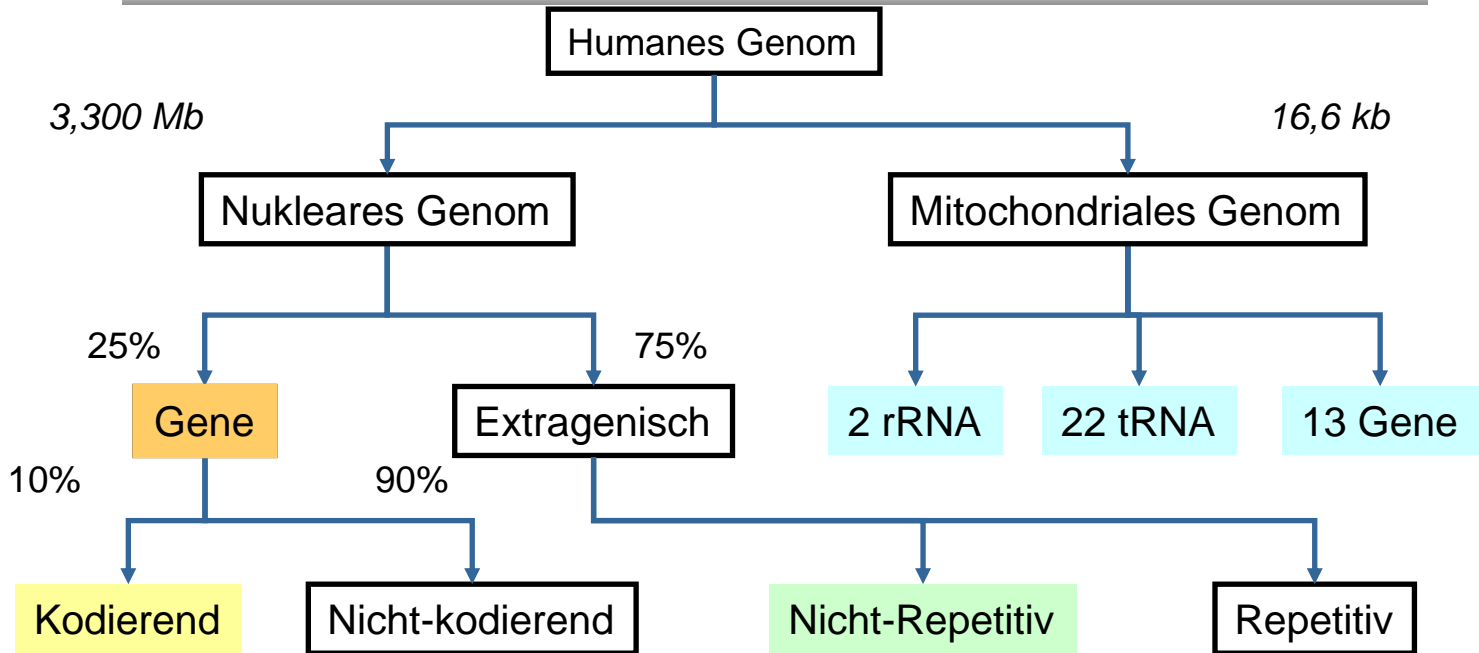 Humanes Genom
3,300 Mb
16,6 kb
Nukleares Genom
Mitochondriales Genom
25%
75%
Gene
Extragenisch
2 rRNA
22 tRNA
13 Gene
10%
90%
Kodierend
Nicht-kodierend
Nicht-Repetitiv
Repetitiv